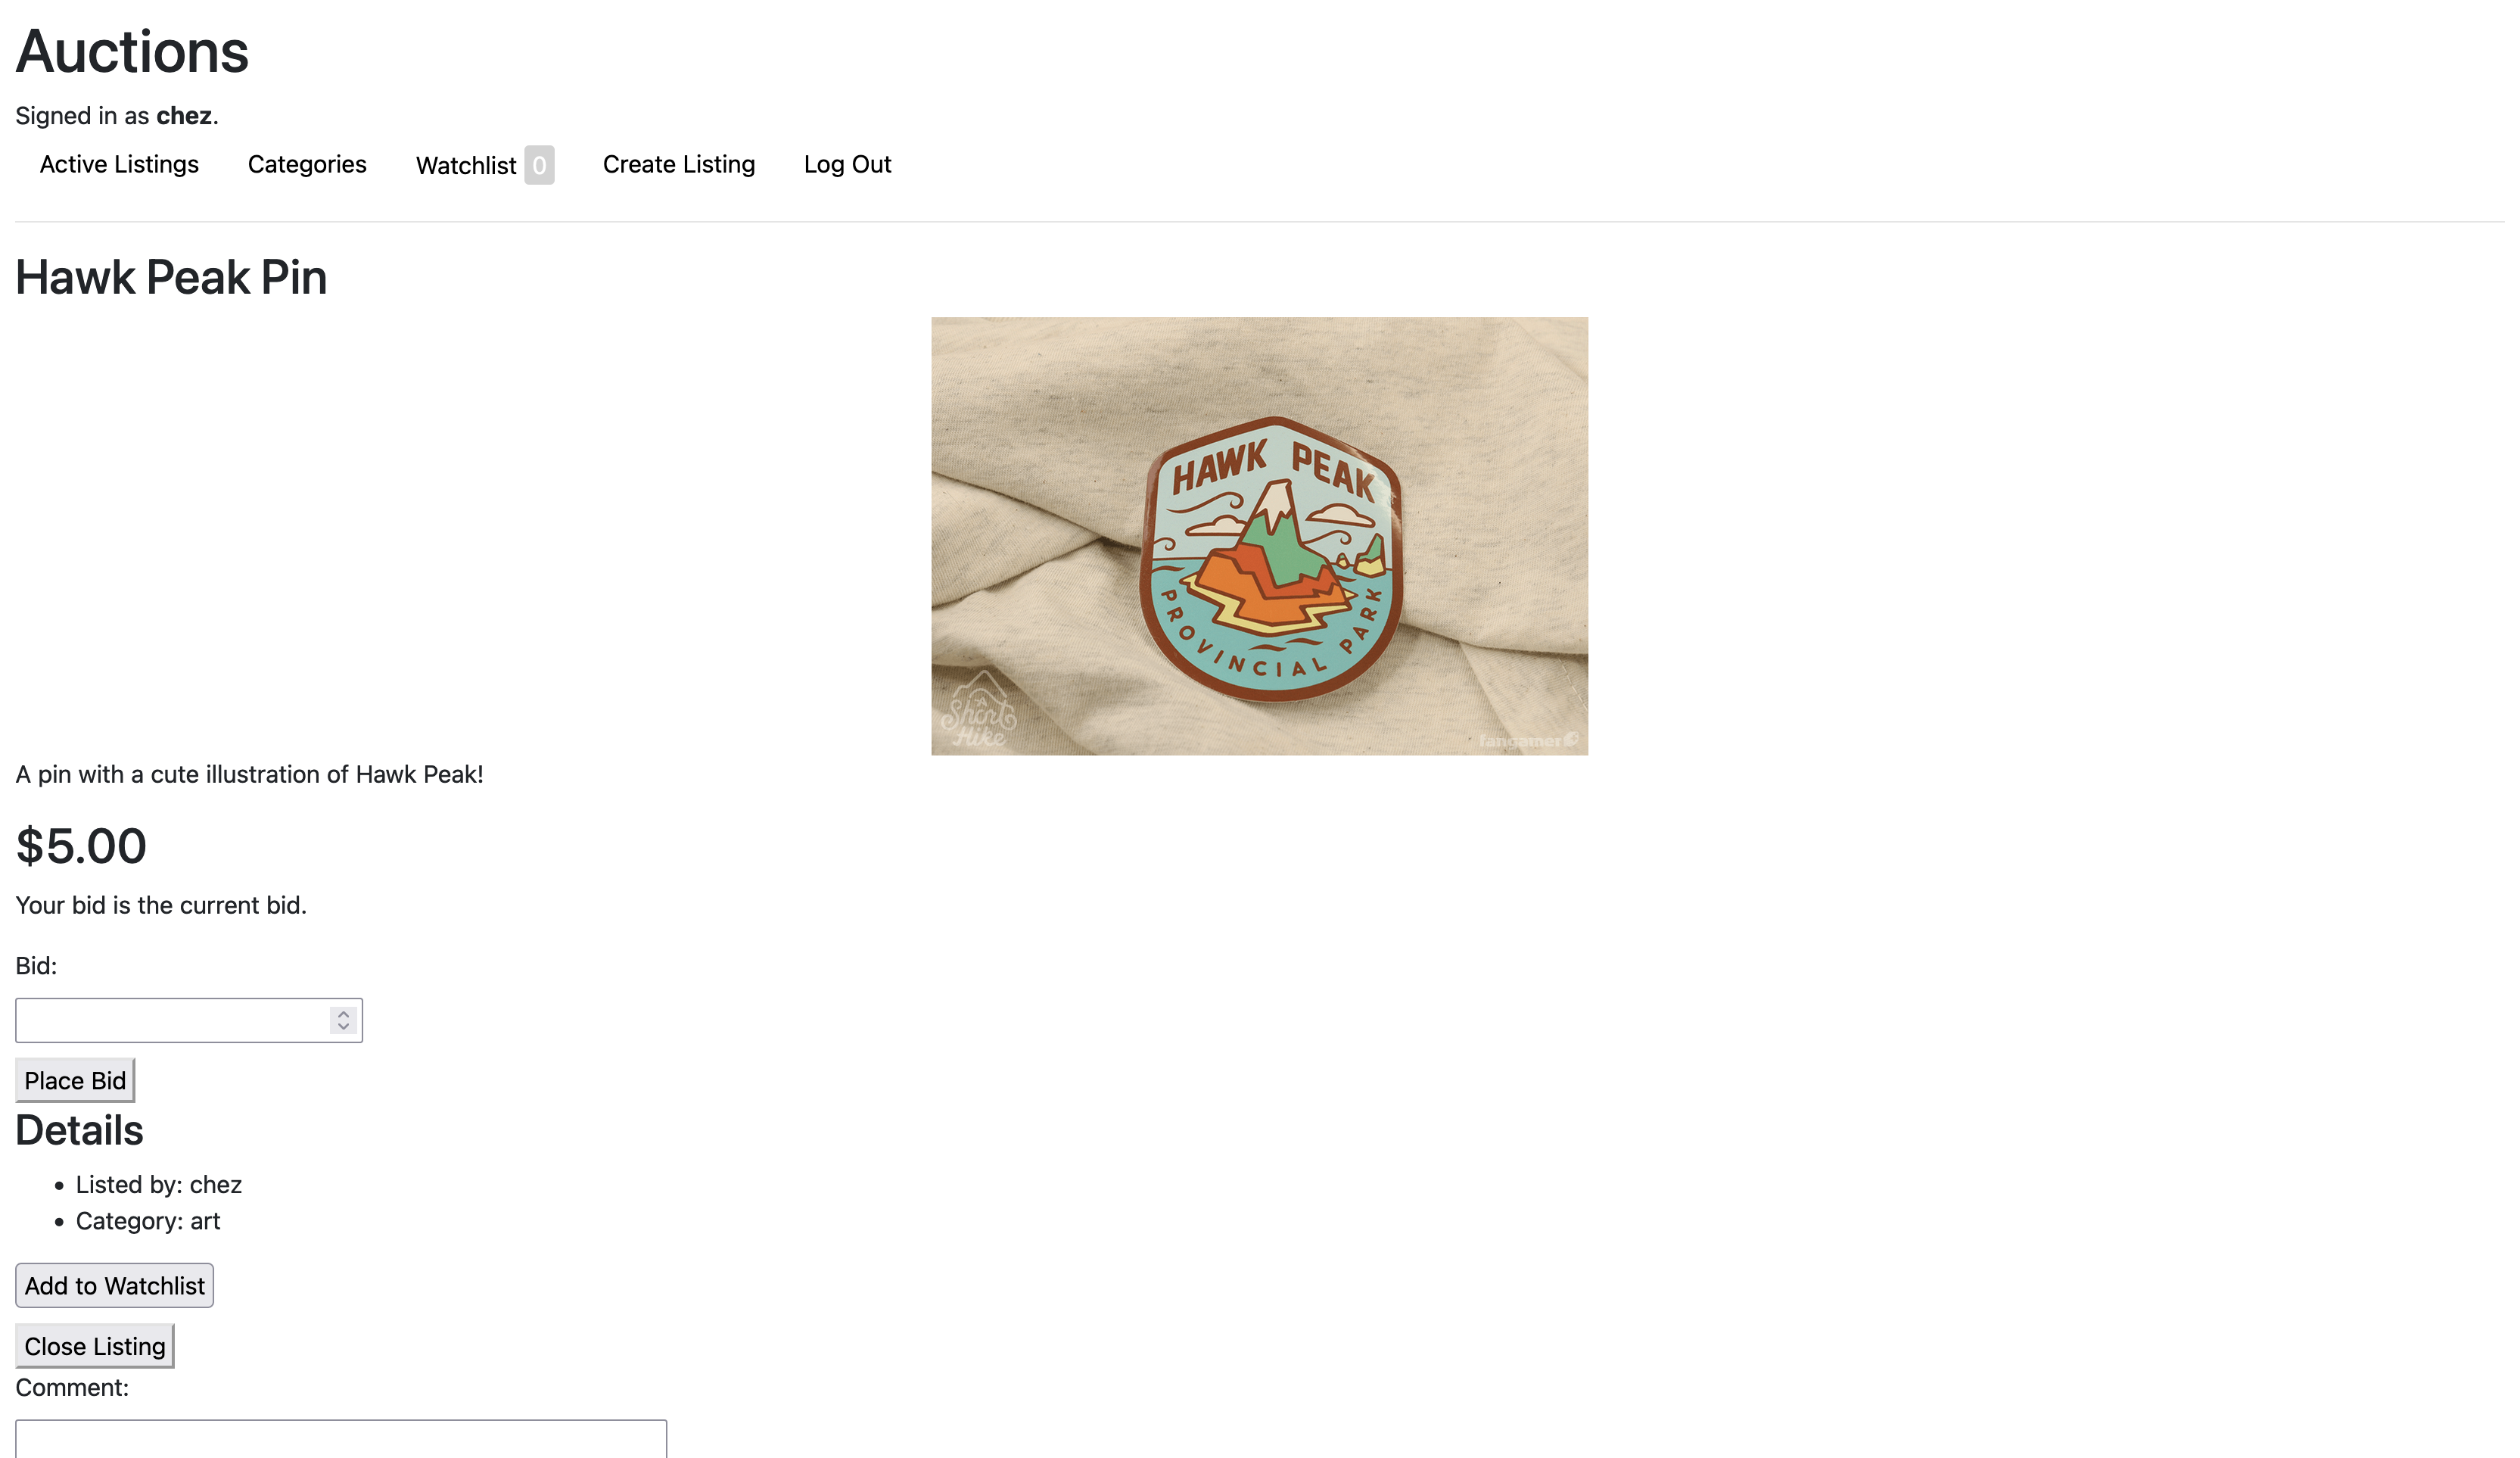 Auctions
Signed in as chez.
Active Listings Categories Watchlist 0 Create Listing Log Out
Hawk Peak Pin
HAWK PEAK
PROVINCIAL PARK
A Short
Hike
fangamer
A pin with a cute illustration of Hawk Peak!
$5.00
Your bid is the current bid.
Bid:
Place Bid
Details
• Listed by: chez
• Category: art
Add to Watchlist
Close Listing
Comment: